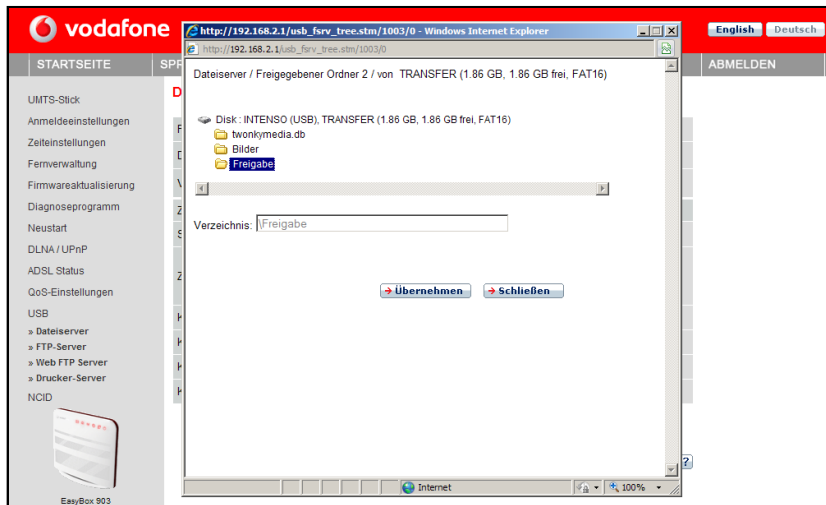 vodafone
English Deutsch
STARTSEITE
SPR
ABMELDEN
UMTS-Stick
Anmeldeeinstellungen
Zeiteinstellungen
Fernverwaltung
Firmwareaktualisierung
Diagnoseprogramm
Neustart
DLNA / UPnP
ADSL Status
QoS-Einstellungen
USB
» Dateiserver
» FTP-Server
» Web FTP Server
» Drucker-Server
NCID
EasyBox 903
D
F
D
V
Z
S
Z
K
K
K
K
http://192.168.2.1/usb_fsrv_tree.stm/1003/0 - Windows Internet Explorer
http://192.168.2.1/usb_fsrv_tree.stm/1003/0
Dateiserver / Freigegebener Ordner 2 / von TRANSFER (1.86 GB, 1.86 GB frei, FAT16)
Disk : INTENSO (USB), TRANSFER (1.86 GB, 1.86 GB frei, FAT16)
twonkymedia.db
Bilder
Freigabe
Verzeichnis: \Freigabe
Übernehmen Schließen
?
Internet 100%